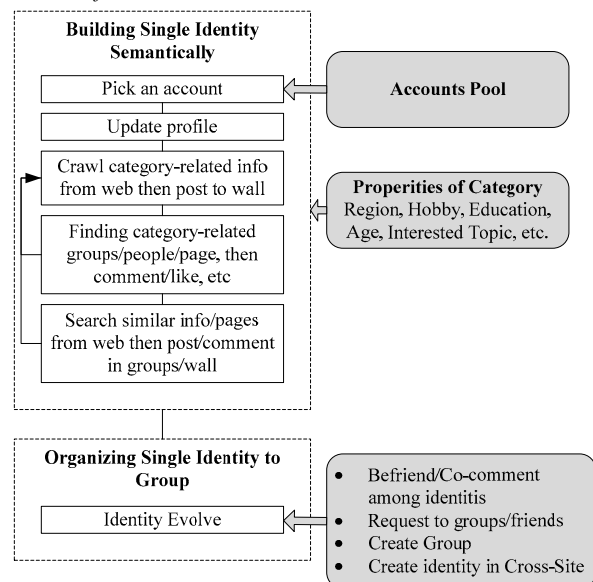 Building Single Identity
Semantically
Pick an account
Update profile
Crawl category-related info
from web then post to wall
Finding category-related
groups/people/page, then
comment/like, etc
Search similar info/pages
from web then post/comment
in groups/wall
Accounts Pool
Properities of Category
Region, Hobby, Education,
Age, Interested Topic, etc.
Organizing Single Identity to
Group
Identity Evolve
• Befriend/Co-comment
among identitis
• Request to groups/friends
• Create Group
• Create identity in Cross-Site